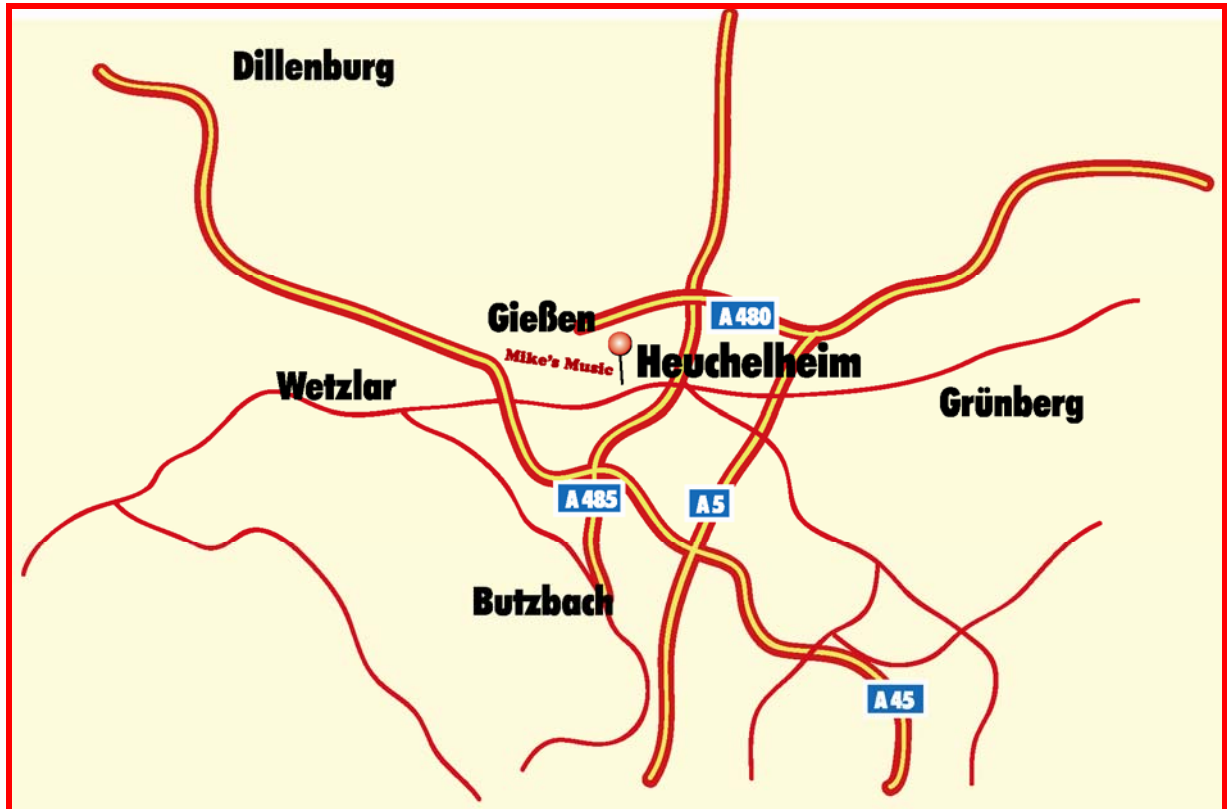 Dillenburg
Gießen
A 480
Mike's Music
Heuchelheim
Wetzlar
Grünberg
A 485
A 5
Butzbach
A 45